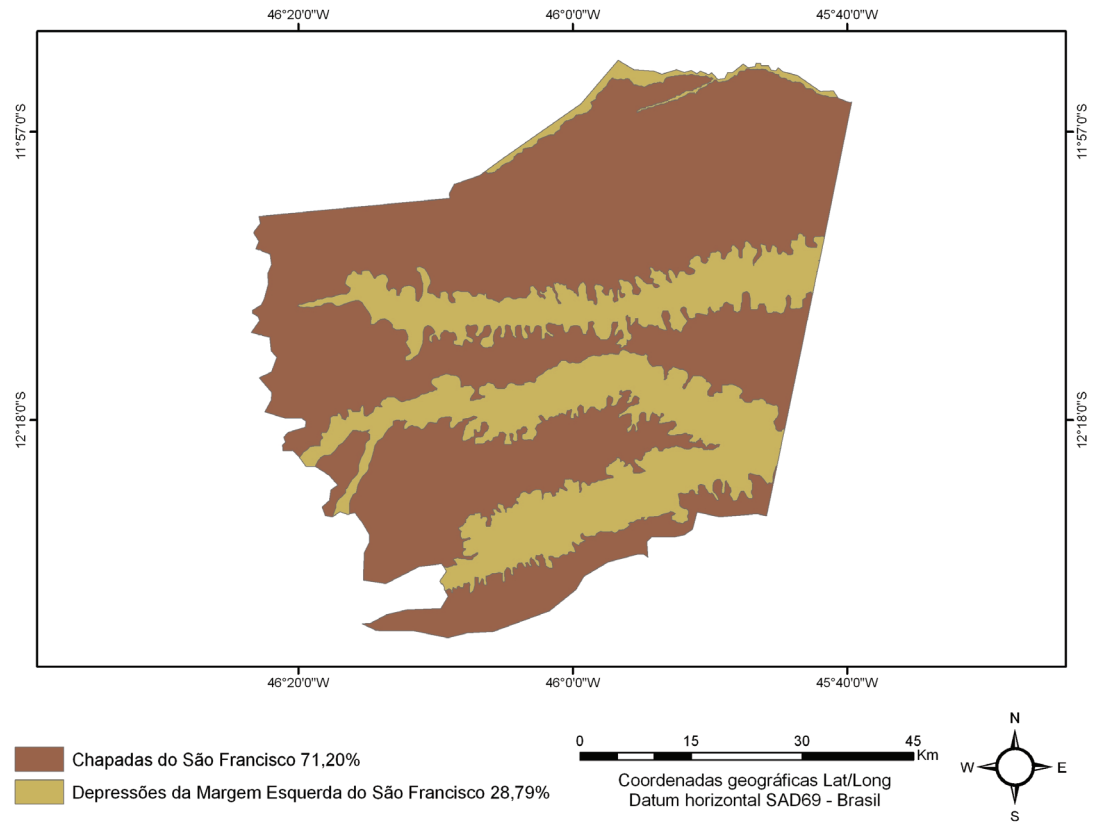 46°20'0"W 46°0'0"W 45°40'0"W
11°57'0"S 11°57'0"S
12°18'0"S 12°18'0"S
46°20'0"W 46°0'0"W 45°40'0"W
Chapadas do São Francisco 71,20%
Depressões da Margem Esquerda do São Francisco 28,79%
0 15 30 45
Km
Coordenadas geográficas Lat/Long
Datum horizontal SAD69 - Brasil
N
W E
S